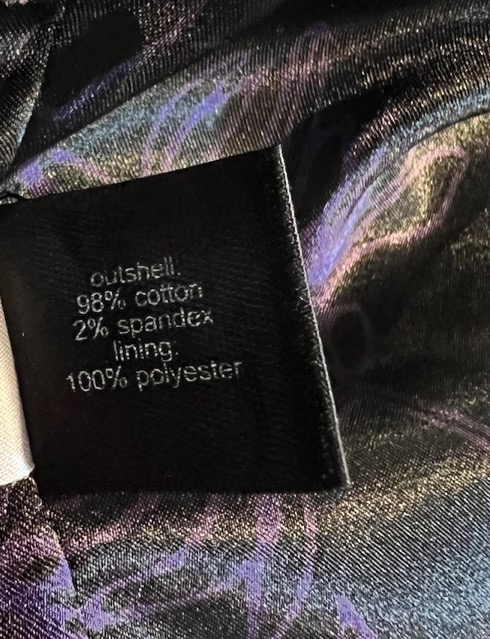 outshell.
98% cotton
2% spandex
lining:
100% polyester